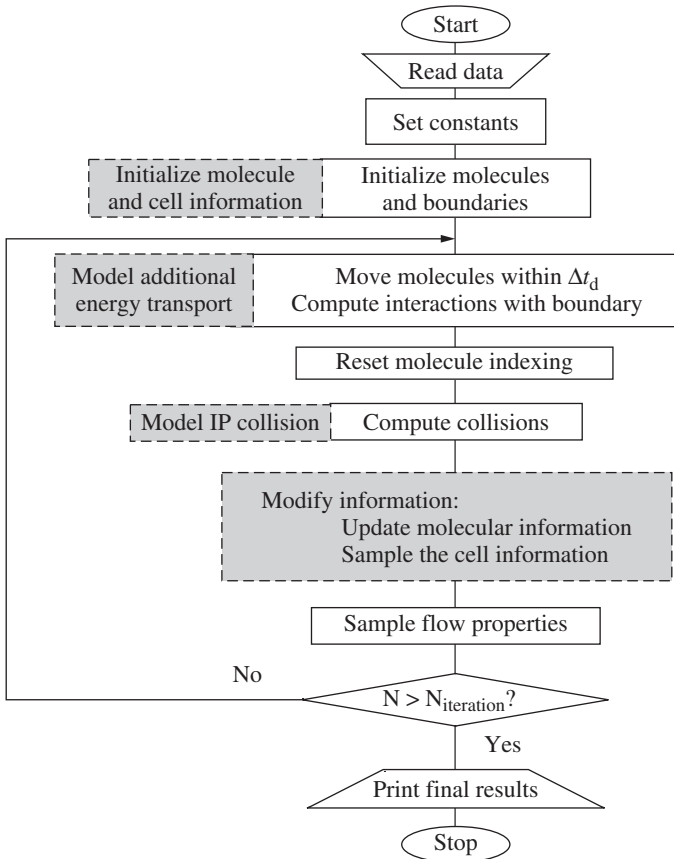 Start
Read data
Set constants
Initialize molecule
and cell information
Initialize molecules
and boundaries
Model additional
energy transport
Move molecules within Δt_d
Compute interactions with boundary
Reset molecule indexing
Model IP collision
Compute collisions
Modify information:
Update molecular information
Sample the cell information
Sample flow properties
No
N > N_iteration?
Yes
Print final results
Stop